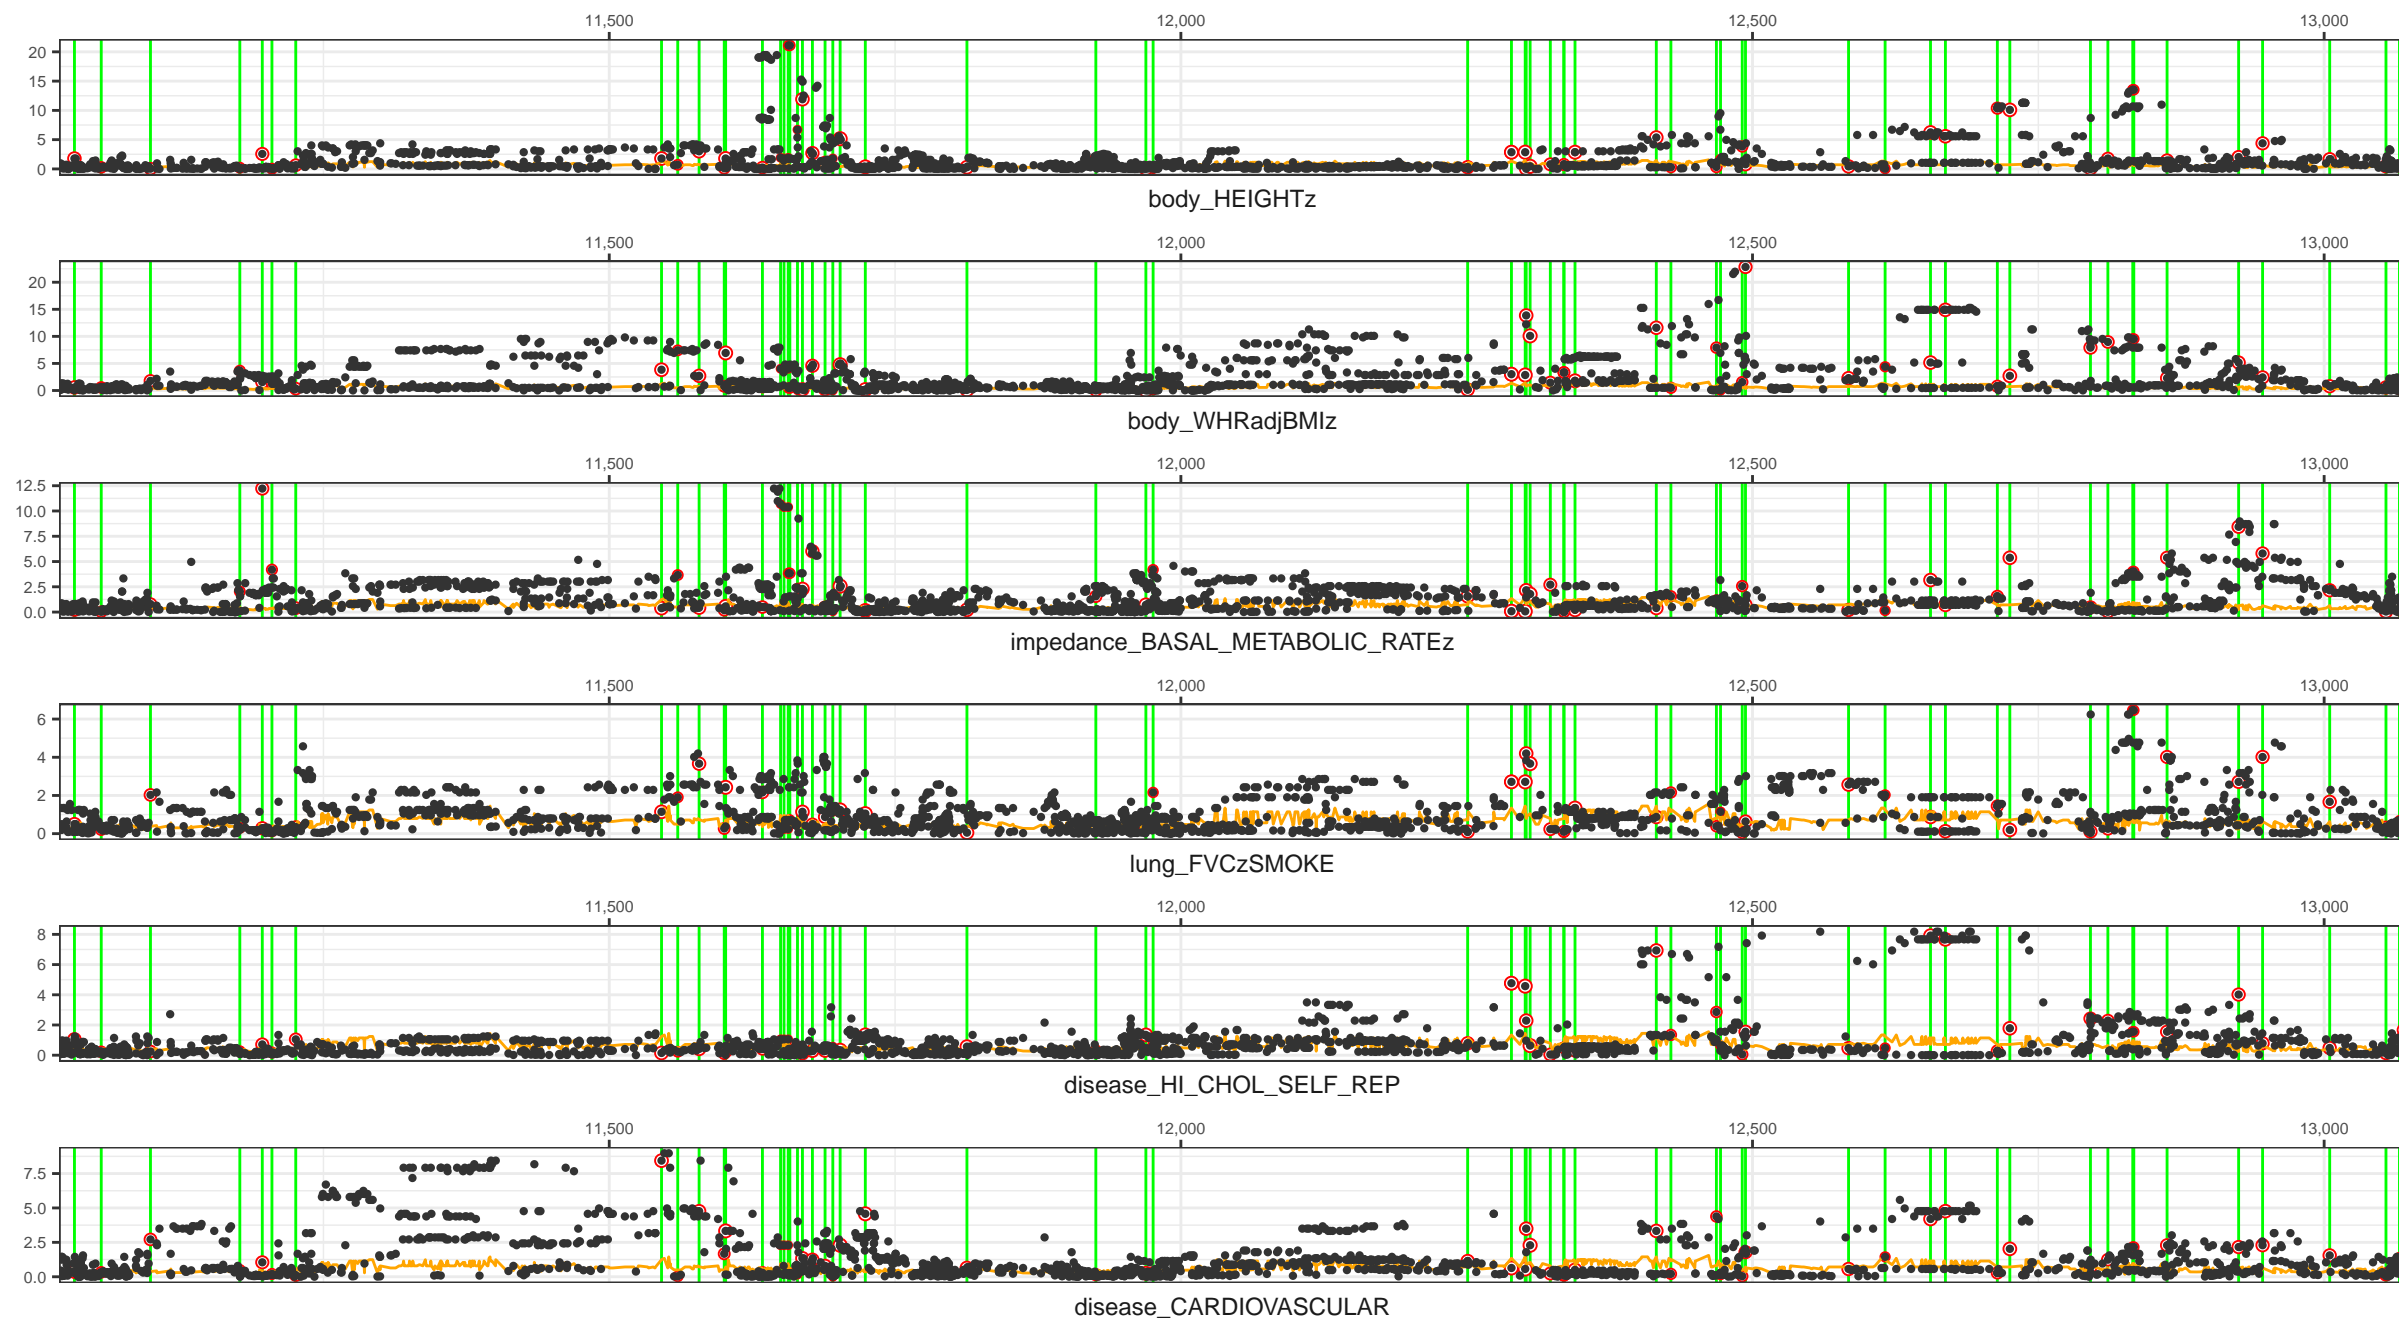 11,500 12,000 12,500 13,000
20
15
10
5
0
body_HEIGHTz
11,500 12,000 12,500 13,000
20
15
10
5
0
body_WHRadjBMIz
11,500 12,000 12,500 13,000
12.5
10.0
7.5
5.0
2.5
0.0
impedance_BASAL_METABOLIC_RATEz
11,500 12,000 12,500 13,000
6
4
2
0
lung_FVCzSMOKE
11,500 12,000 12,500 13,000
8
6
4
2
0
disease_HI_CHOL_SELF_REP
11,500 12,000 12,500 13,000
7.5
5.0
2.5
0.0
disease_CARDIOVASCULAR